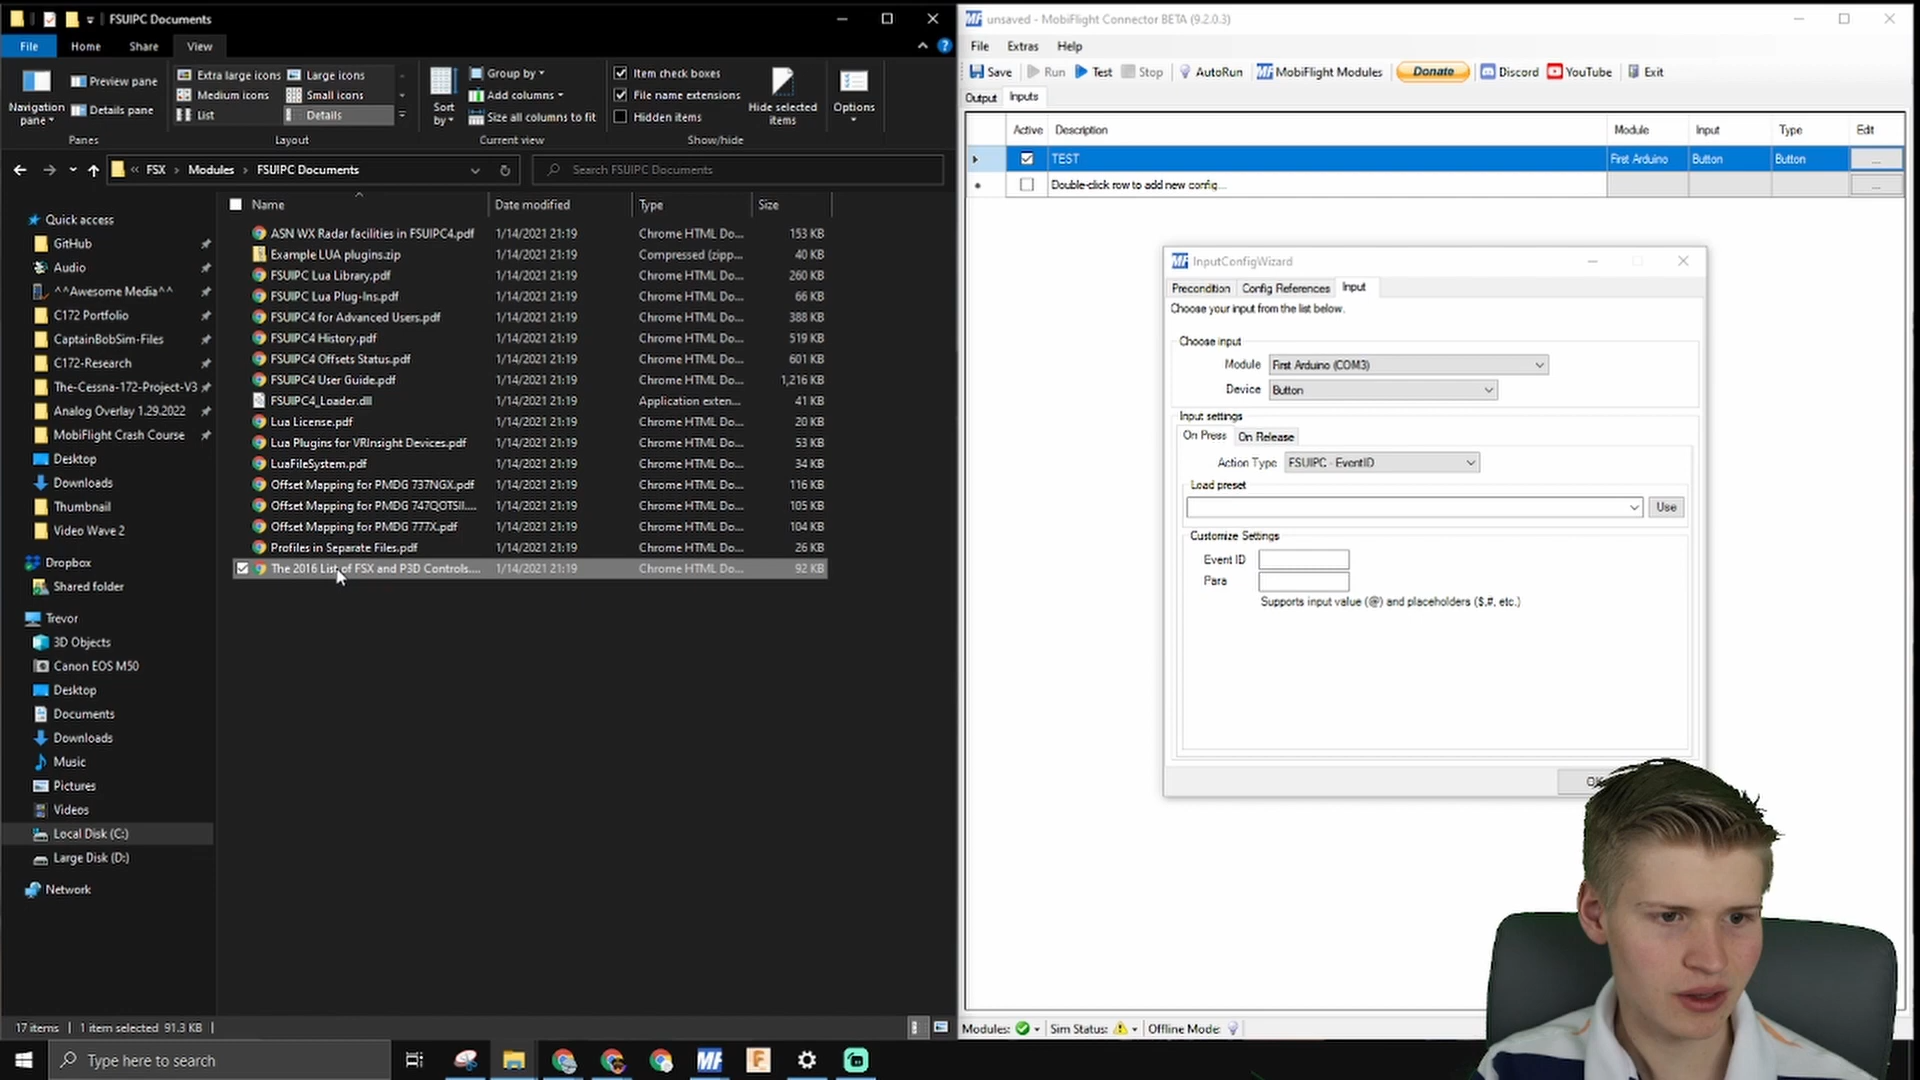 FSUIPC Documents
File Home Share View
Navigation pane
Preview pane
Details pane
Panes
Extra large icons Large icons
Medium icons Small icons
List Details
Layout
Sort by
Group by
Add columns
Size all columns to fit
Current view
Item check boxes
File name extensions
Hidden items
Hide selected items
Show/hide
Options
« FSX › Modules › FSUIPC Documents
Search FSUIPC Documents
Quick access
GitHub
Audio
^^Awesome Media^^
C172 Portfolio
CaptainBobSim-Files
C172-Research
The-Cessna-172-Project-V3
Analog Overlay 1.29.2022
MobiFlight Crash Course
Desktop
Downloads
Thumbnail
Video Wave 2
Dropbox
Shared folder
Trevor
3D Objects
Canon EOS M50
Desktop
Documents
Downloads
Music
Pictures
Videos
Local Disk (C:)
Large Disk (D:)
Network
Name Date modified Type Size
ASN WX Radar facilities in FSUIPC4.pdf 1/14/2021 21:19 Chrome HTML Do... 153 KB
Example LUA plugins.zip 1/14/2021 21:19 Compressed (zipp... 40 KB
FSUIPC Lua Library.pdf 1/14/2021 21:19 Chrome HTML Do... 260 KB
FSUIPC Lua Plug-Ins.pdf 1/14/2021 21:19 Chrome HTML Do... 66 KB
FSUIPC4 for Advanced Users.pdf 1/14/2021 21:19 Chrome HTML Do... 388 KB
FSUIPC4 History.pdf 1/14/2021 21:19 Chrome HTML Do... 519 KB
FSUIPC4 Offsets Status.pdf 1/14/2021 21:19 Chrome HTML Do... 601 KB
FSUIPC4 User Guide.pdf 1/14/2021 21:19 Chrome HTML Do... 1,216 KB
FSUIPC4_Loader.dll 1/14/2021 21:19 Application exten... 41 KB
Lua License.pdf 1/14/2021 21:19 Chrome HTML Do... 20 KB
Lua Plugins for VRInsight Devices.pdf 1/14/2021 21:19 Chrome HTML Do... 53 KB
LuaFileSystem.pdf 1/14/2021 21:19 Chrome HTML Do... 34 KB
Offset Mapping for PMDG 737NGX.pdf 1/14/2021 21:19 Chrome HTML Do... 116 KB
Offset Mapping for PMDG 747QOTSII.... 1/14/2021 21:19 Chrome HTML Do... 105 KB
Offset Mapping for PMDG 777X.pdf 1/14/2021 21:19 Chrome HTML Do... 104 KB
Profiles in Separate Files.pdf 1/14/2021 21:19 Chrome HTML Do... 26 KB
The 2016 List of FSX and P3D Controls.... 1/14/2021 21:19 Chrome HTML Do... 92 KB
17 items | 1 item selected 91.3 KB |
MF unsaved - MobiFlight Connector BETA (9.2.0.3)
File Extras Help
Save Run Test Stop AutoRun MF MobiFlight Modules Donate Discord YouTube Exit
Output Inputs
Active Description Module Input Type Edit
TEST First Arduino Button Button ...
Double-click row to add new config... ...
MF InputConfigWizard
Precondition Config References Input
Choose your input from the list below.
Choose input
Module First Arduino (COM3)
Device Button
Input settings
On Press On Release
Action Type FSUIPC - EventID
Load preset
Use
Customize Settings
Event ID
Para
Supports input value (@) and placeholders ($,#, etc.)
OK
Modules: Sim Status: Offline Mode:
Type here to search
MF